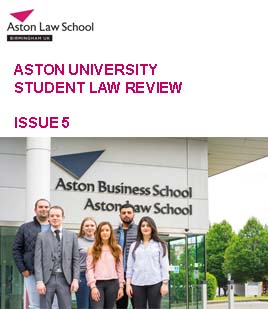 Aston Law School
BIRMINGHAM UK
ASTON UNIVERSITY
STUDENT LAW REVIEW
ISSUE 5
Aston Business School
Aston Law School